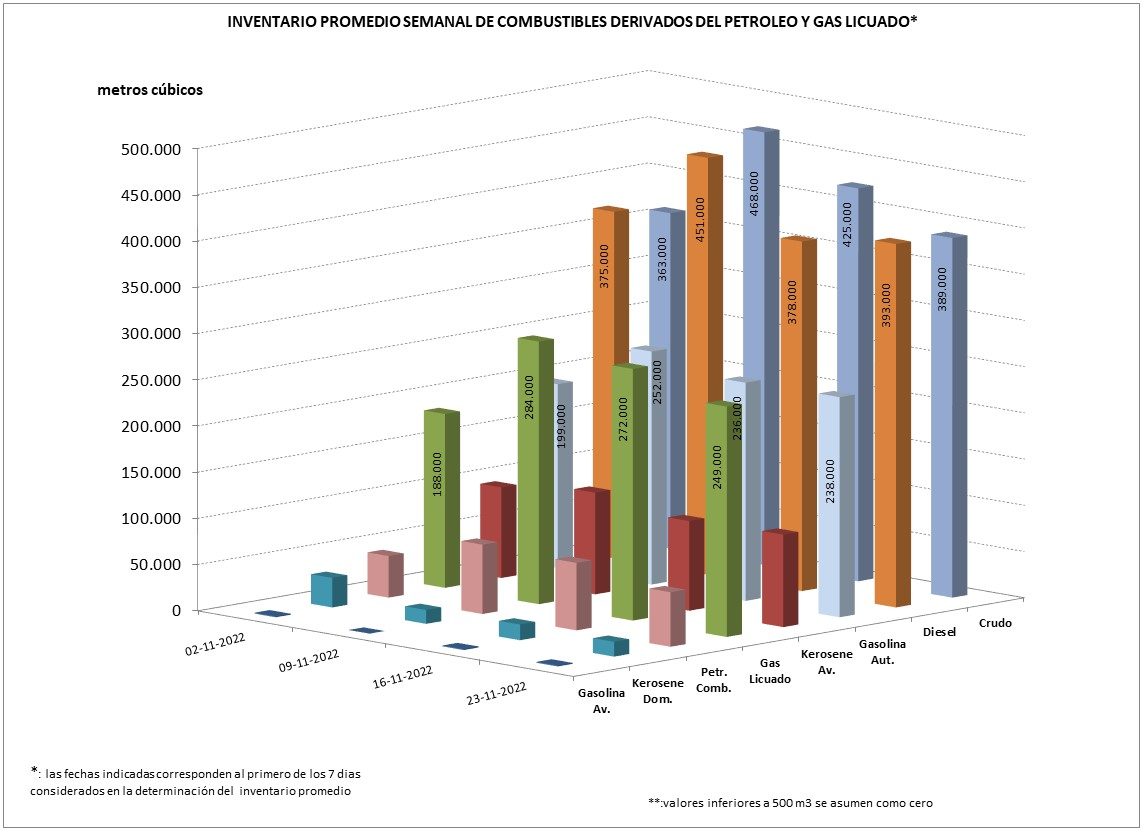 INVENTARIO PROMEDIO SEMANAL DE COMBUSTIBLES DERIVADOS DEL PETROLEO Y GAS LICUADO*
metros cúbicos
500.000
450.000
400.000
350.000
300.000
250.000
200.000
150.000
100.000
50.000
0
188.000
284.000
199.000
375.000
363.000
272.000
252.000
451.000
468.000
249.000
236.000
378.000
425.000
238.000
393.000
389.000
02-11-2022
09-11-2022
16-11-2022
23-11-2022
Gasolina
Av.
Kerosene
Dom.
Petr.
Comb.
Gas
Licuado
Kerosene
Av.
Gasolina
Aut.
Diesel
Crudo
*: las fechas indicadas corresponden al primero de los 7 dias
considerados en la determinación del inventario promedio
**:valores inferiores a 500 m3 se asumen como cero